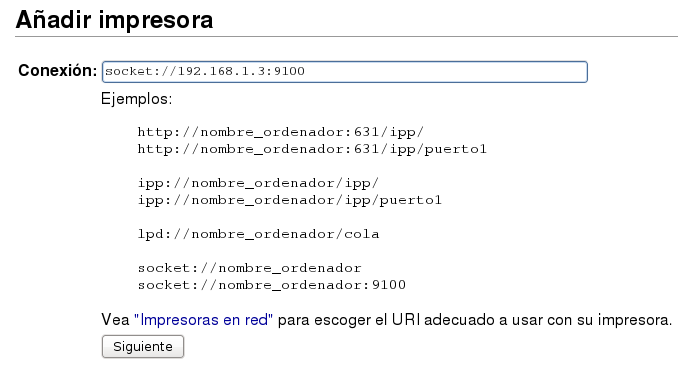 Añadir impresora
Conexión: socket://192.168.1.3:9100
Ejemplos:
http://nombre_ordenador:631/ipp/
http://nombre_ordenador:631/ipp/puerto1
ipp://nombre_ordenador/ipp/
ipp://nombre_ordenador/ipp/puerto1
lpd://nombre_ordenador/cola
socket://nombre_ordenador
socket://nombre_ordenador:9100
Vea "Impresoras en red" para escoger el URI adecuado a usar con su impresora.
Siguiente